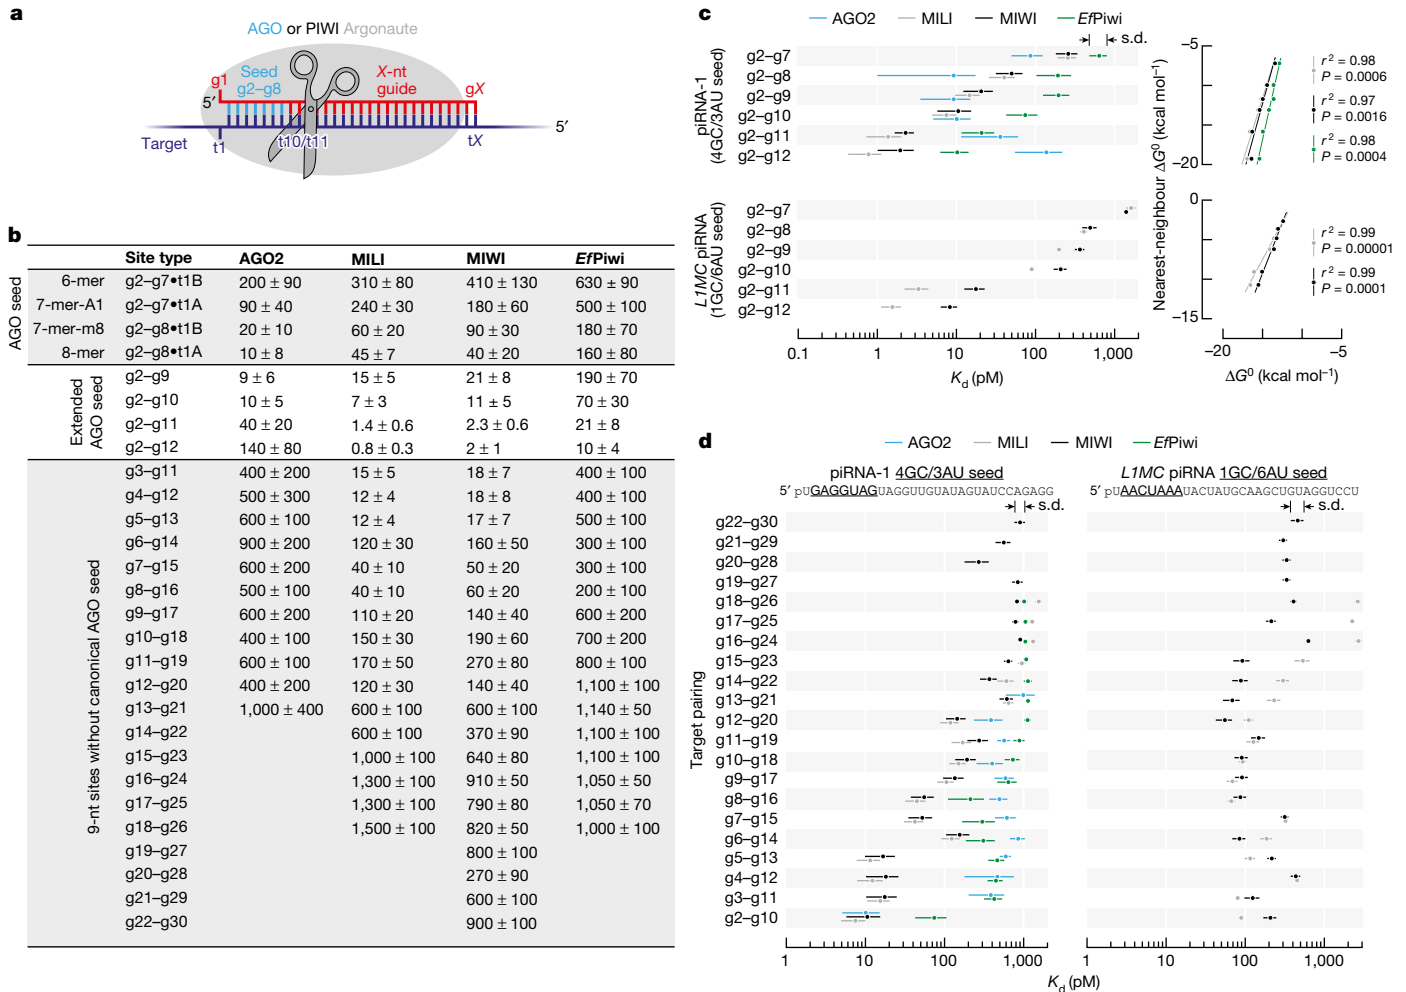 a
AGO or PIWI Argonaute
Seed
g2–g8
X-nt
guide
g1
gX
5′
5′
Target
t1
t10/t11
tX
b
Site type AGO2 MILI MIWI EfPiwi
AGO seed
6-mer g2–g7•t1B 200 ± 90 310 ± 80 410 ± 130 630 ± 90
7-mer-A1 g2–g7•t1A 90 ± 40 240 ± 30 180 ± 60 500 ± 100
7-mer-m8 g2–g8•t1B 20 ± 10 60 ± 20 90 ± 30 180 ± 70
8-mer g2–g8•t1A 10 ± 8 45 ± 7 40 ± 20 160 ± 80
Extended
AGO seed
g2–g9 9 ± 6 15 ± 5 21 ± 8 190 ± 70
g2–g10 10 ± 5 7 ± 3 11 ± 5 70 ± 30
g2–g11 40 ± 20 1.4 ± 0.6 2.3 ± 0.6 21 ± 8
g2–g12 140 ± 80 0.8 ± 0.3 2 ± 1 10 ± 4
9-nt sites without canonical AGO seed
g3–g11 400 ± 200 15 ± 5 18 ± 7 400 ± 100
g4–g12 500 ± 300 12 ± 4 18 ± 8 400 ± 100
g5–g13 600 ± 100 12 ± 4 17 ± 7 500 ± 100
g6–g14 900 ± 200 120 ± 30 160 ± 50 300 ± 100
g7–g15 600 ± 200 40 ± 10 50 ± 20 300 ± 100
g8–g16 500 ± 100 40 ± 10 60 ± 20 200 ± 100
g9–g17 600 ± 200 110 ± 20 140 ± 40 600 ± 200
g10–g18 400 ± 100 150 ± 30 190 ± 60 700 ± 200
g11–g19 600 ± 100 170 ± 50 270 ± 80 800 ± 100
g12–g20 400 ± 200 120 ± 30 140 ± 40 1,100 ± 100
g13–g21 1,000 ± 400 600 ± 100 600 ± 100 1,140 ± 50
g14–g22 600 ± 100 370 ± 90 1,100 ± 100
g15–g23 1,000 ± 100 640 ± 80 1,100 ± 100
g16–g24 1,300 ± 100 910 ± 50 1,050 ± 50
g17–g25 1,300 ± 100 790 ± 80 1,050 ± 70
g18–g26 1,500 ± 100 820 ± 50 1,000 ± 100
g19–g27 800 ± 100
g20–g28 270 ± 90
g21–g29 600 ± 100
g22–g30 900 ± 100
c
AGO2 MILI MIWI EfPiwi
s.d.
piRNA-1
(4GC/3AU seed)
g2–g7
g2–g8
g2–g9
g2–g10
g2–g11
g2–g12
L1MC piRNA
(1GC/6AU seed)
g2–g7
g2–g8
g2–g9
g2–g10
g2–g11
g2–g12
0.1 1 10 100 1,000
Kd (pM)
Nearest-neighbour ΔG0 (kcal mol–1)
–5
–20
r2 = 0.98
P = 0.0006
r2 = 0.97
P = 0.0016
r2 = 0.98
P = 0.0004
0
–15
r2 = 0.99
P = 0.00001
r2 = 0.99
P = 0.0001
–20 –5
ΔG0 (kcal mol–1)
d
AGO2 MILI MIWI EfPiwi
piRNA-1 4GC/3AU seed
5′ pUGAGGUAGUAGGUUGUAUAGUAUCCAGAGG
s.d.
L1MC piRNA 1GC/6AU seed
5′ pUAACUAAAUACUAUGCAAGCUGUAGGUCCU
s.d.
Target pairing
g22–g30
g21–g29
g20–g28
g19–g27
g18–g26
g17–g25
g16–g24
g15–g23
g14–g22
g13–g21
g12–g20
g11–g19
g10–g18
g9–g17
g8–g16
g7–g15
g6–g14
g5–g13
g4–g12
g3–g11
g2–g10
1 10 100 1,000
1 10 100 1,000
Kd (pM)